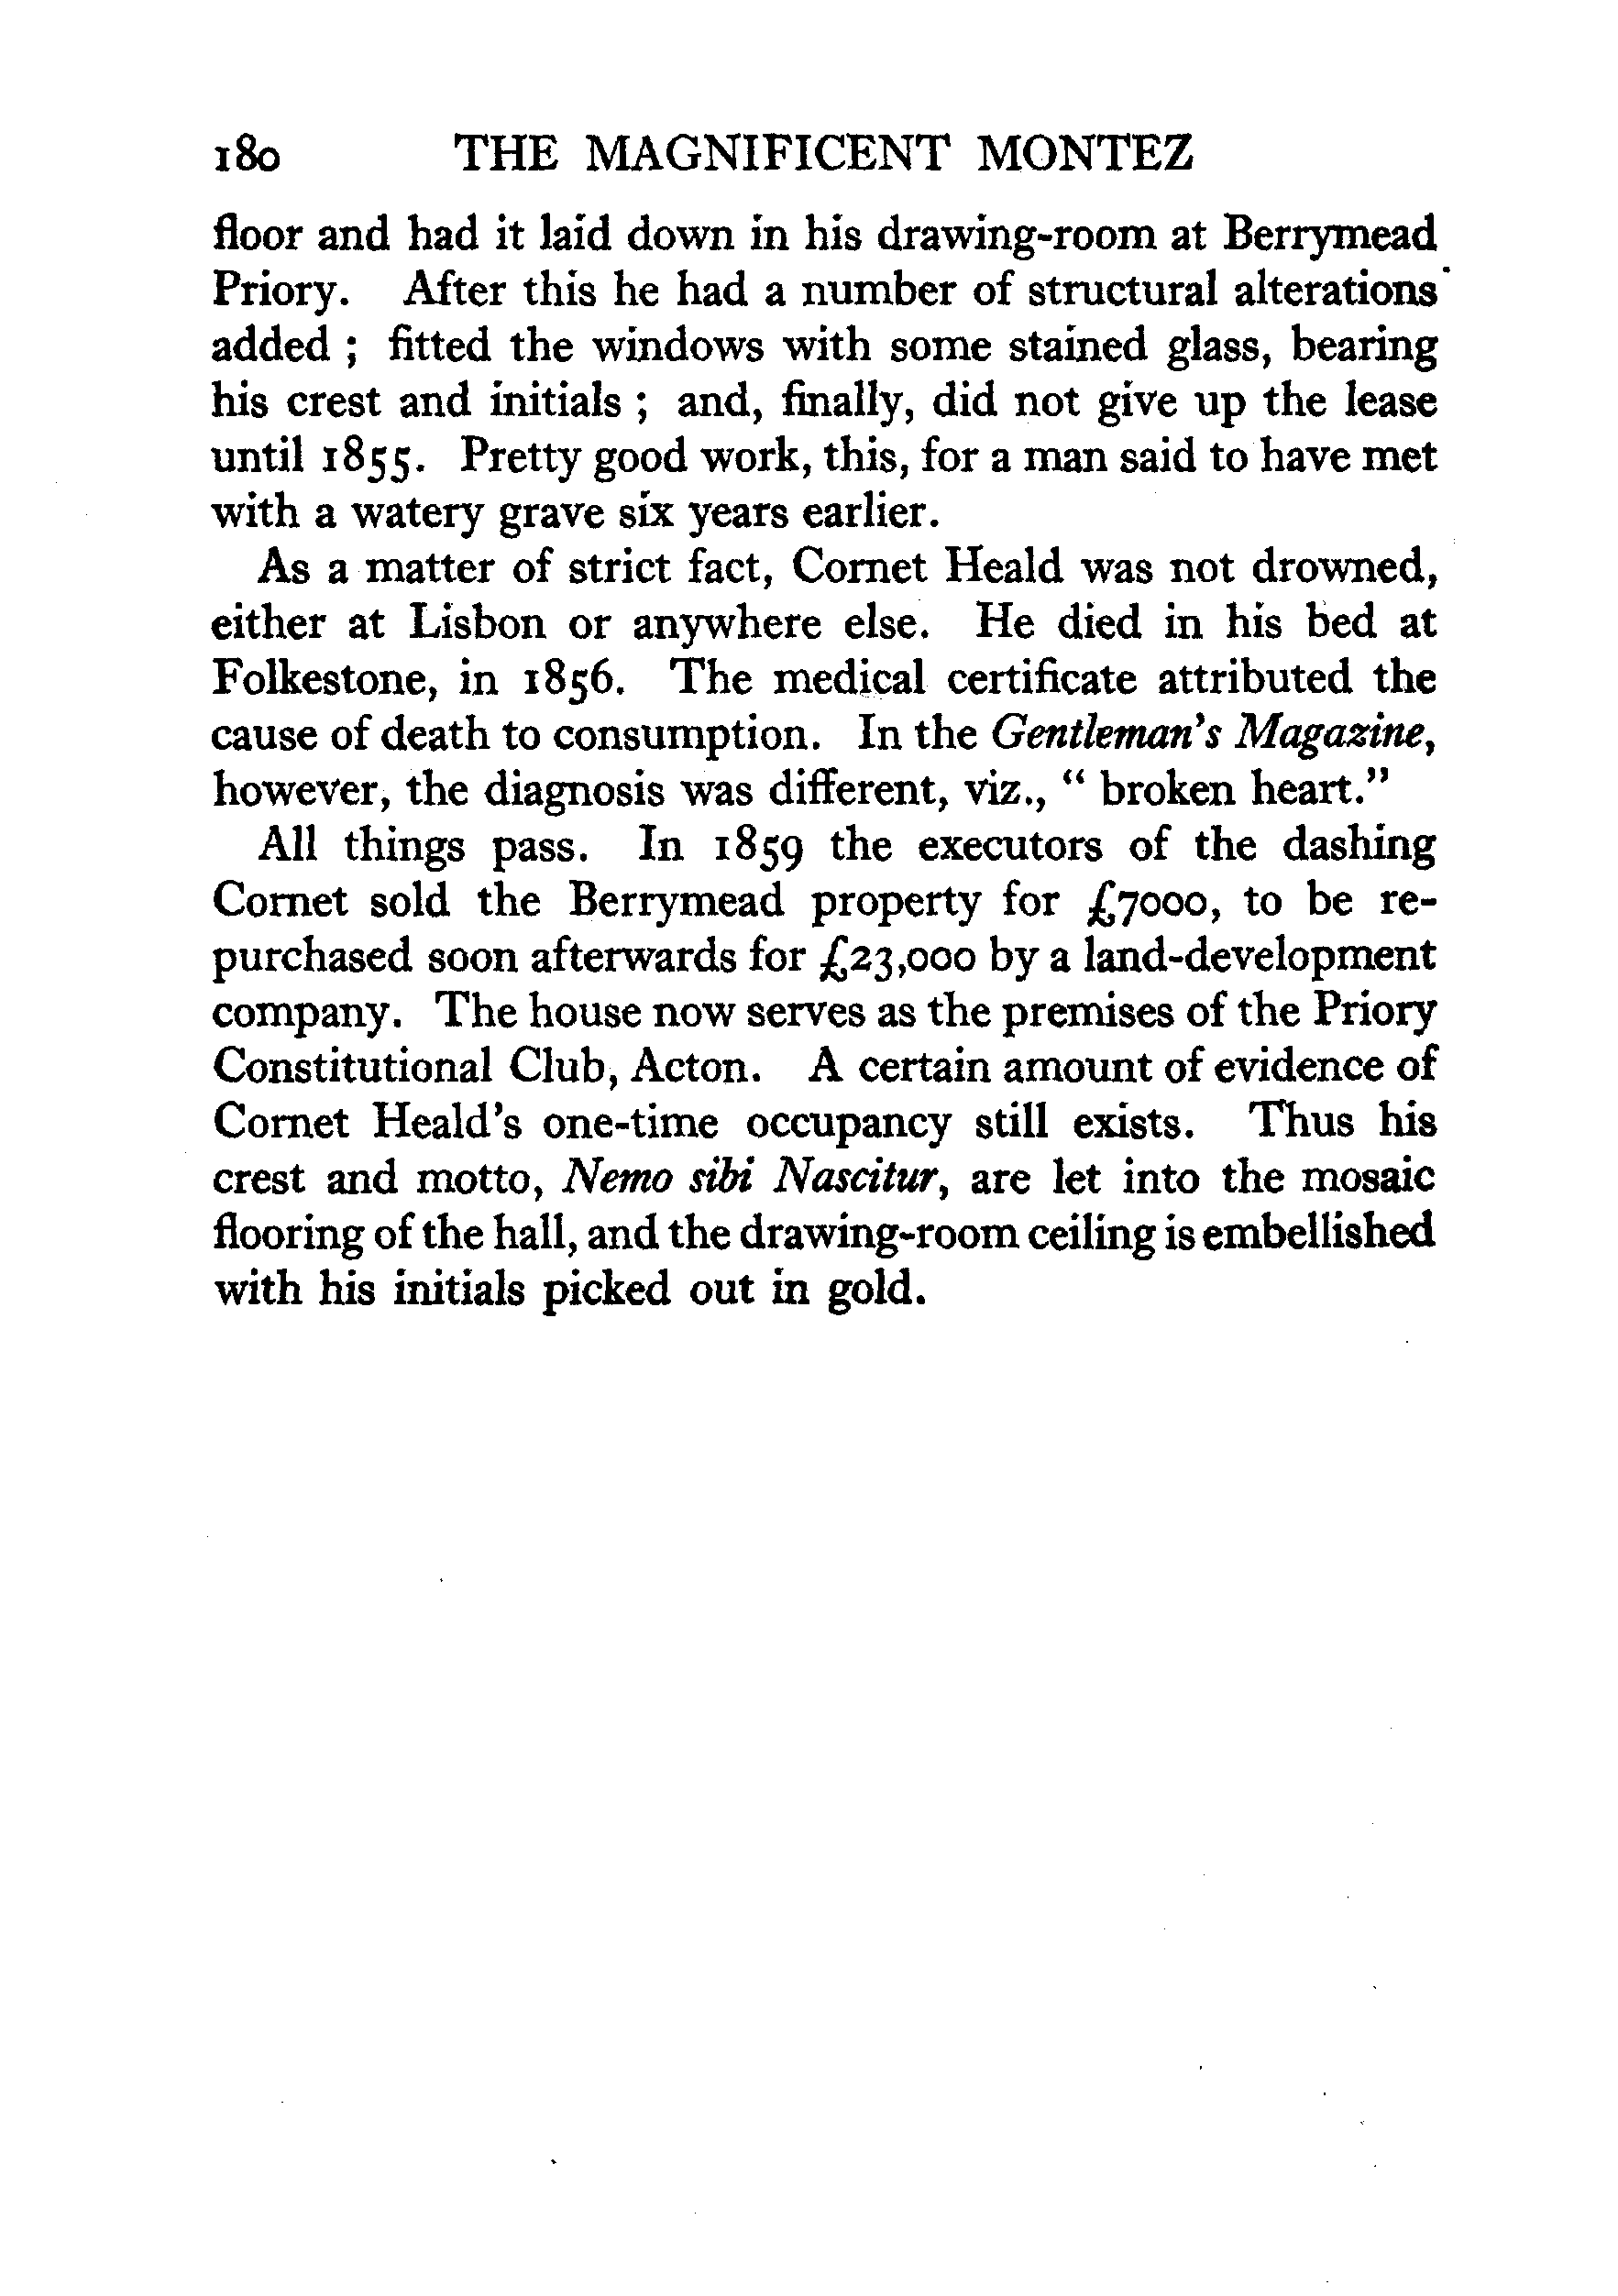 180 THE MAGNIFICENT MONTEZ
floor and had it laid down in his drawing-room at Berrymead
Priory. After this he had a number of structural alterations
added ; fitted the windows with some stained glass, bearing
his crest and initials ; and, finally, did not give up the lease
until 1855. Pretty good work, this, for a man said to have met
with a watery grave six years earlier.
As a matter of strict fact, Cornet Heald was not drowned,
either at Lisbon or anywhere else. He died in his bed at
Folkestone, in 1856. The medical certificate attributed the
cause of death to consumption. In the Gentleman's Magazine,
however, the diagnosis was different, viz., " broken heart."
All things pass. In 1859 the executors of the dashing
Cornet sold the Berrymead property for £7000, to be re-
purchased soon afterwards for £23,000 by a land-development
company. The house now serves as the premises of the Priory
Constitutional Club, Acton. A certain amount of evidence of
Cornet Heald's one-time occupancy still exists. Thus his
crest and motto, Nemo sibi Nascitur, are let into the mosaic
flooring of the hall, and the drawing-room ceiling is embellished
with his initials picked out in gold.